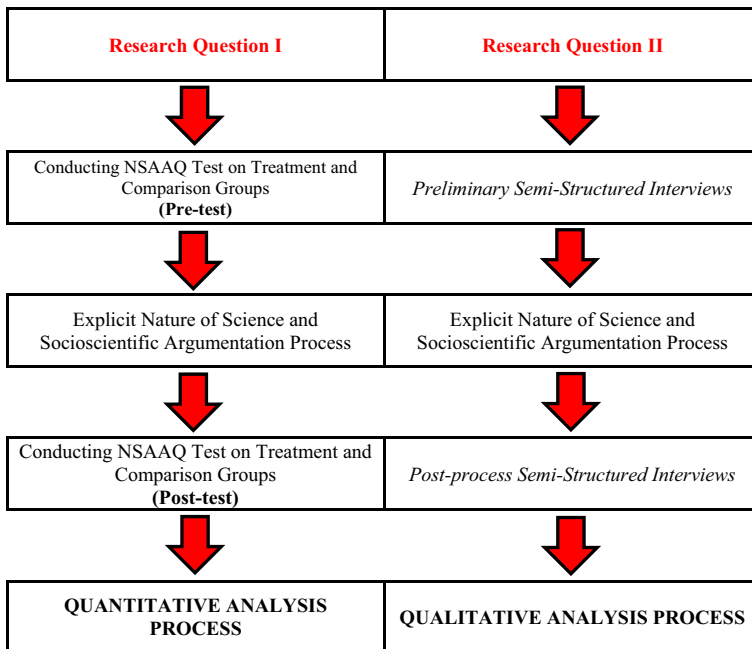 Research Question I
Research Question II
Conducting NSAAQ Test on Treatment and
Comparison Groups
(Pre-test)
Preliminary Semi-Structured Interviews
Explicit Nature of Science and
Socioscientific Argumentation Process
Explicit Nature of Science and
Socioscientific Argumentation Process
Conducting NSAAQ Test on Treatment and
Comparison Groups
(Post-test)
Post-process Semi-Structured Interviews
QUANTITATIVE ANALYSIS
PROCESS
QUALITATIVE ANALYSIS PROCESS